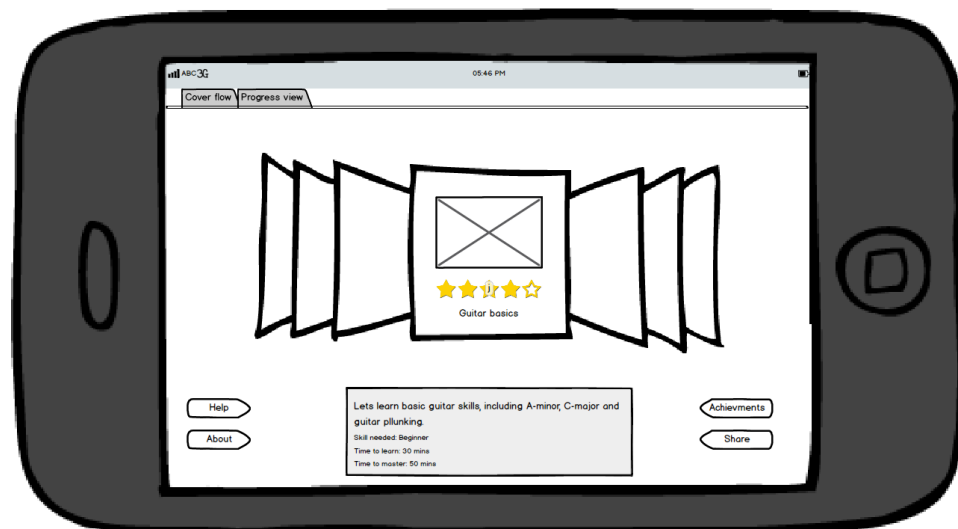 ABC 3G
05:46 PM
Cover flow
Progress view
Guitar basics
Help
About
Lets learn basic guitar skills, including A-minor, C-major and
guitar pllunking.
Skill needed: Beginner
Time to learn: 30 mins
Time to master: 50 mins
Achievments
Share